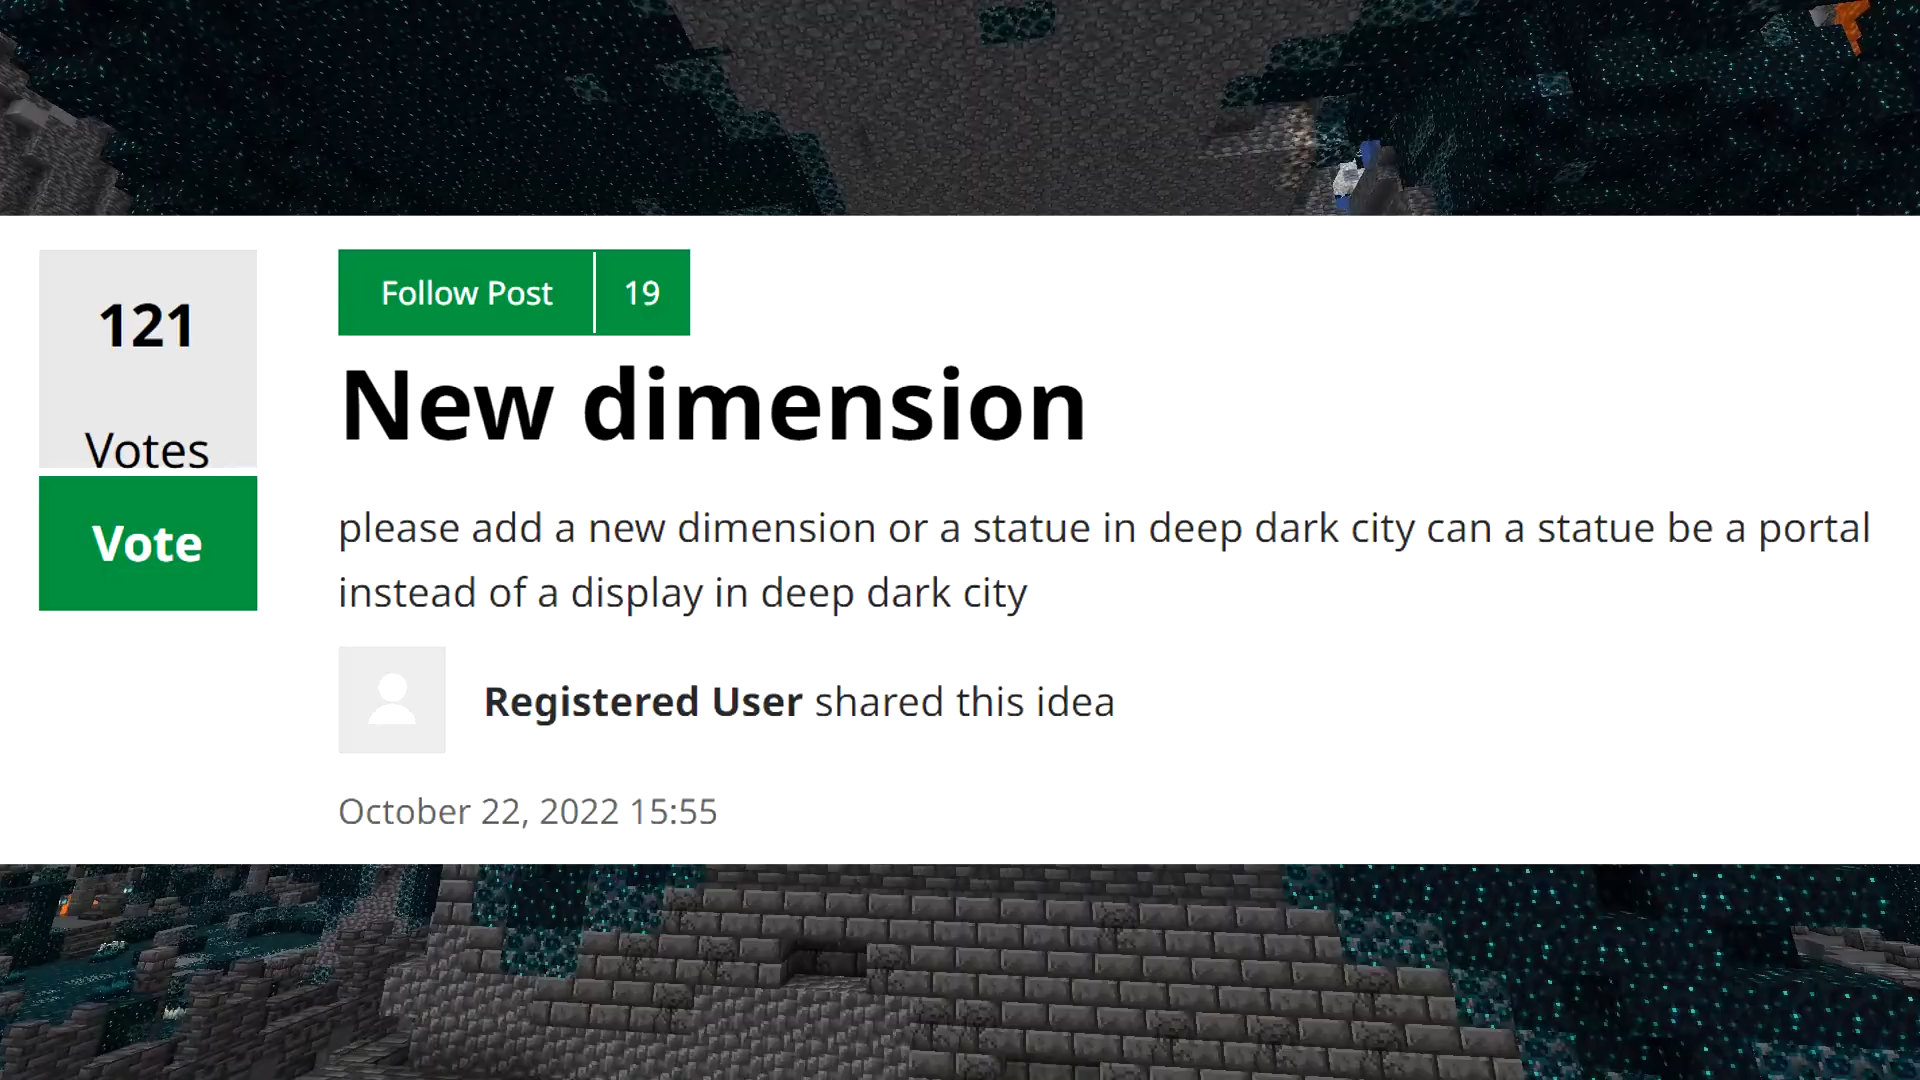 121
Votes
Vote
Follow Post 19
New dimension
please add a new dimension or a statue in deep dark city can a statue be a portal
instead of a display in deep dark city
Registered User shared this idea
October 22, 2022 15:55